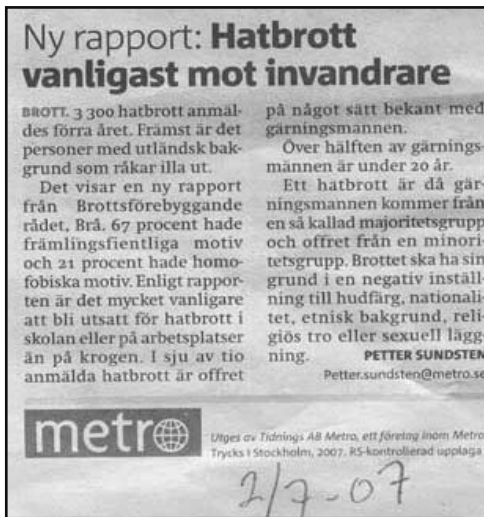 Ny rapport: Hatbrott
vanligast mot invandrare
BROTT. 3 300 hatbrott anmäl-
des förra året. Främst är det
personer med utländsk bak-
grund som råkar illa ut.
Det visar en ny rapport
från Brottsförebyggande
rådet, Brå. 67 procent hade
främlingsfientliga motiv
och 21 procent hade homo-
fobiska motiv. Enligt rappor-
ten är det mycket vanligare
att bli utsatt för hatbrott i
skolan eller på arbetsplatser
än på krogen. I sju av tio
anmälda hatbrott är offret
på något sätt bekant med
gärningsmannen.
Över hälften av gärnings-
männen är under 20 år.
Ett hatbrott är då gär-
ningsmannen kommer från
en så kallad majoritetsgrupp
och offret från en minori-
tetsgrupp. Brottet ska ha sin
grund i en negativ inställ-
ning till hudfärg, nationali-
tet, etnisk bakgrund, reli-
giös tro eller sexuell lägg-
ning. PETTER SUNDSTEN
Petter.sundsten@metro.se
metro
Utges av Tidnings AB Metro, ett företag inom Metro
Trycks i Stockholm, 2007. RS-kontrollerad upplaga
2/7-07